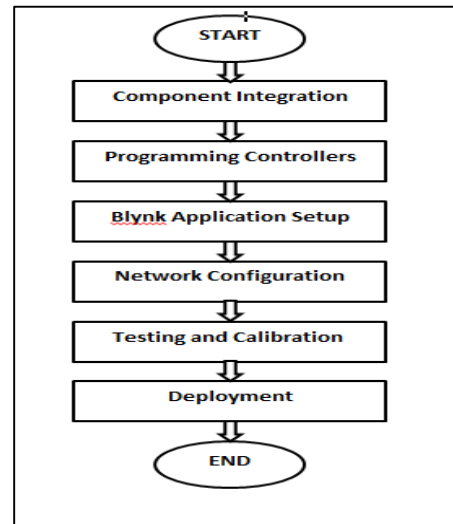 START
Component Integration
Programming Controllers
Blynk Application Setup
Network Configuration
Testing and Calibration
Deployment
END